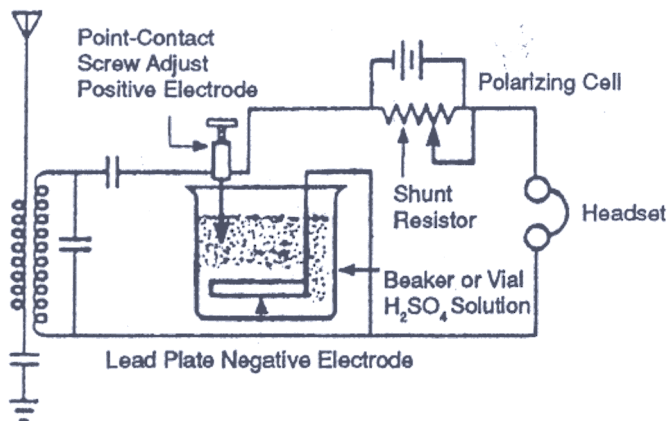 Point-Contact
Screw Adjust
Positive Electrode
Polarizing Cell
Shunt
Resistor
Headset
Beaker or Vial
H₂SO₄ Solution
Lead Plate Negative Electrode